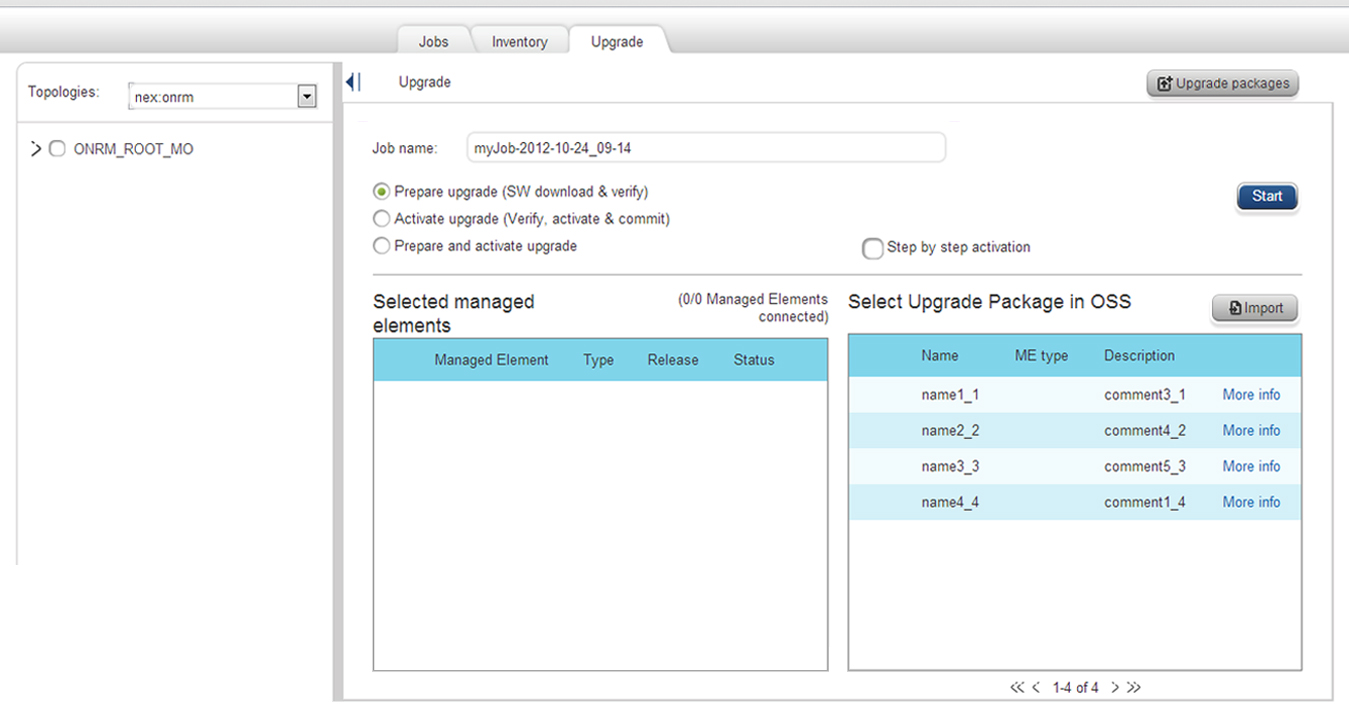 Jobs Inventory Upgrade
Topologies: nex:onrm
ONRM_ROOT_MO
Upgrade
Upgrade packages
Job name: myJob-2012-10-24_09-14
Prepare upgrade (SW download & verify)
Start
Activate upgrade (Verify, activate & commit)
Prepare and activate upgrade
Step by step activation
Selected managed
elements
(0/0 Managed Elements
connected)
Managed Element Type Release Status
Select Upgrade Package in OSS
Import
Name ME type Description
name1_1 comment3_1 More info
name2_2 comment4_2 More info
name3_3 comment5_3 More info
name4_4 comment1_4 More info
1-4 of 4